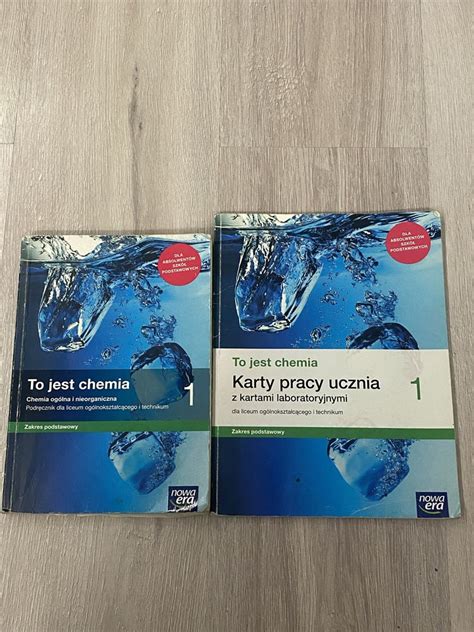 DLA
ABSOLWENTÓW
SZKÓŁ
PODSTAWOWYCH
To jest chemia
1
Chemia ogólna i nieorganiczna
Podręcznik dla liceum ogólnokształcącego i technikum
Zakres podstawowy
nowa
era
DLA
ABSOLWENTÓW
SZKÓŁ
PODSTAWOWYCH
To jest chemia
Karty pracy ucznia
1
z kartami laboratoryjnymi
dla liceum ogólnokształcącego i technikum
Zakres podstawowy
nowa
era